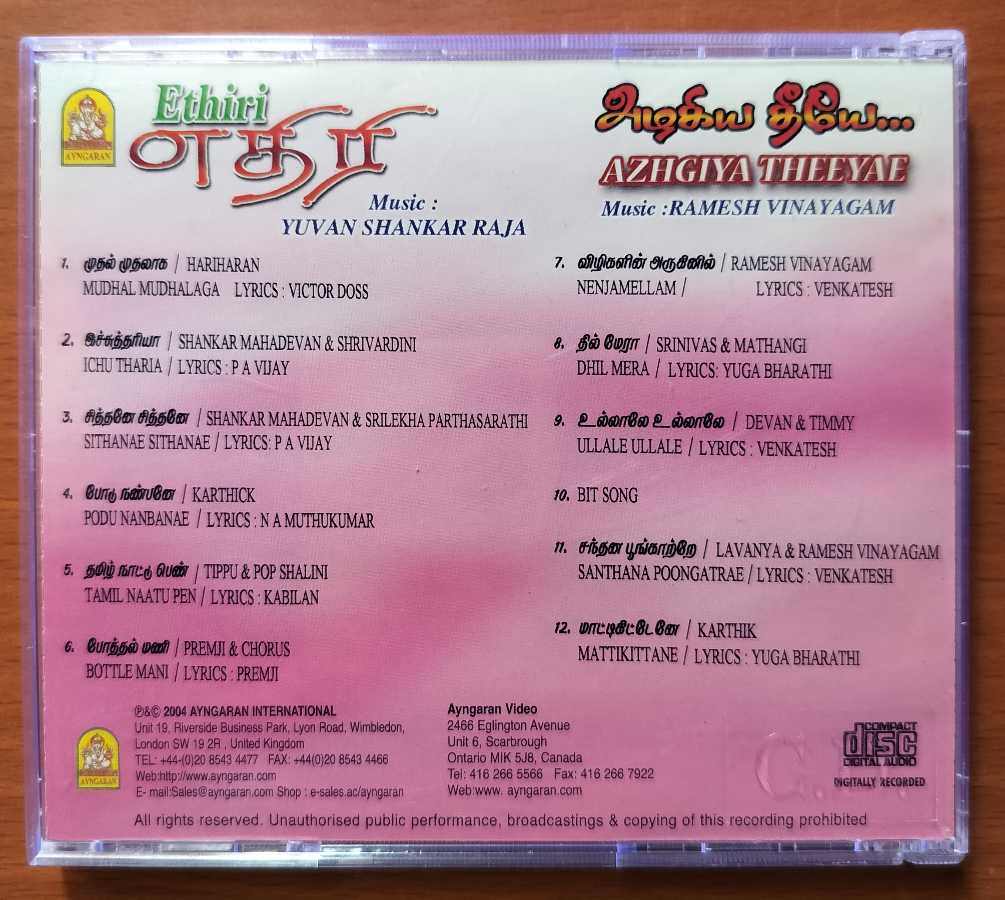 Ethiri
எதிரி
Music :
YUVAN SHANKAR RAJA
AYNGARAN
1. முதல் முதலாக / HARIHARAN
MUDHAL MUDHALAGA LYRICS : VICTOR DOSS
2. இச்சுத்தரியா / SHANKAR MAHADEVAN & SHRIVARDINI
ICHU THARIA / LYRICS : P A VIJAY
3. சித்தனே சித்தனே / SHANKAR MAHADEVAN & SRILEKHA PARTHASARATHI
SITHANAE SITHANAE / LYRICS: P A VIJAY
4. போடு நண்பனே / KARTHICK
PODU NANBANAE / LYRICS : N A MUTHUKUMAR
5. தமிழ் நாட்டு பெண் / TIPPU & POP SHALINI
TAMIL NAATU PEN / LYRICS : KABILAN
6. போத்தல் மணி / PREMJI & CHORUS
BOTTLE MANI / LYRICS : PREMJI
அழகிய தீயே...
AZHGIYA THEEYAE
Music :RAMESH VINAYAGAM
7. விழிகளின் அருகினில் / RAMESH VINAYAGAM
NENJAMELLAM / LYRICS : VENKATESH
8. தில் மேரா / SRINIVAS & MATHANGI
DHIL MERA / LYRICS: YUGA BHARATHI
9. உல்லாலே உல்லாலே / DEVAN & TIMMY
ULLALE ULLALE / LYRICS : VENKATESH
10. BIT SONG
11. சந்தன பூங்காற்றே / LAVANYA & RAMESH VINAYAGAM
SANTHANA POONGATRAE / LYRICS : VENKATESH
12. மாட்டிகிட்டேனே / KARTHIK
MATTIKITTANE / LYRICS : YUGA BHARATHI
AYNGARAN
℗&© 2004 AYNGARAN INTERNATIONAL
Unit 19, Riverside Business Park, Lyon Road, Wimbledon,
London SW 19 2R , United Kingdom
TEL: +44-(0)20 8543 4477 FAX: +44(0)20 8543 4466
Web:http://www.ayngaran.com
E- mail:Sales@ayngaran.com Shop : e-sales.ac/ayngaran
Ayngaran Video
2466 Eglington Avenue
Unit 6, Scarbrough
Ontario MIK 5J8, Canada
Tel: 416 266 5566 Fax: 416 266 7922
Web:www. ayngaran.com
COMPACT
disc
DIGITAL AUDIO
DIGITALLY RECORDED
All rights reserved. Unauthorised public performance, broadcastings & copying of this recording prohibited